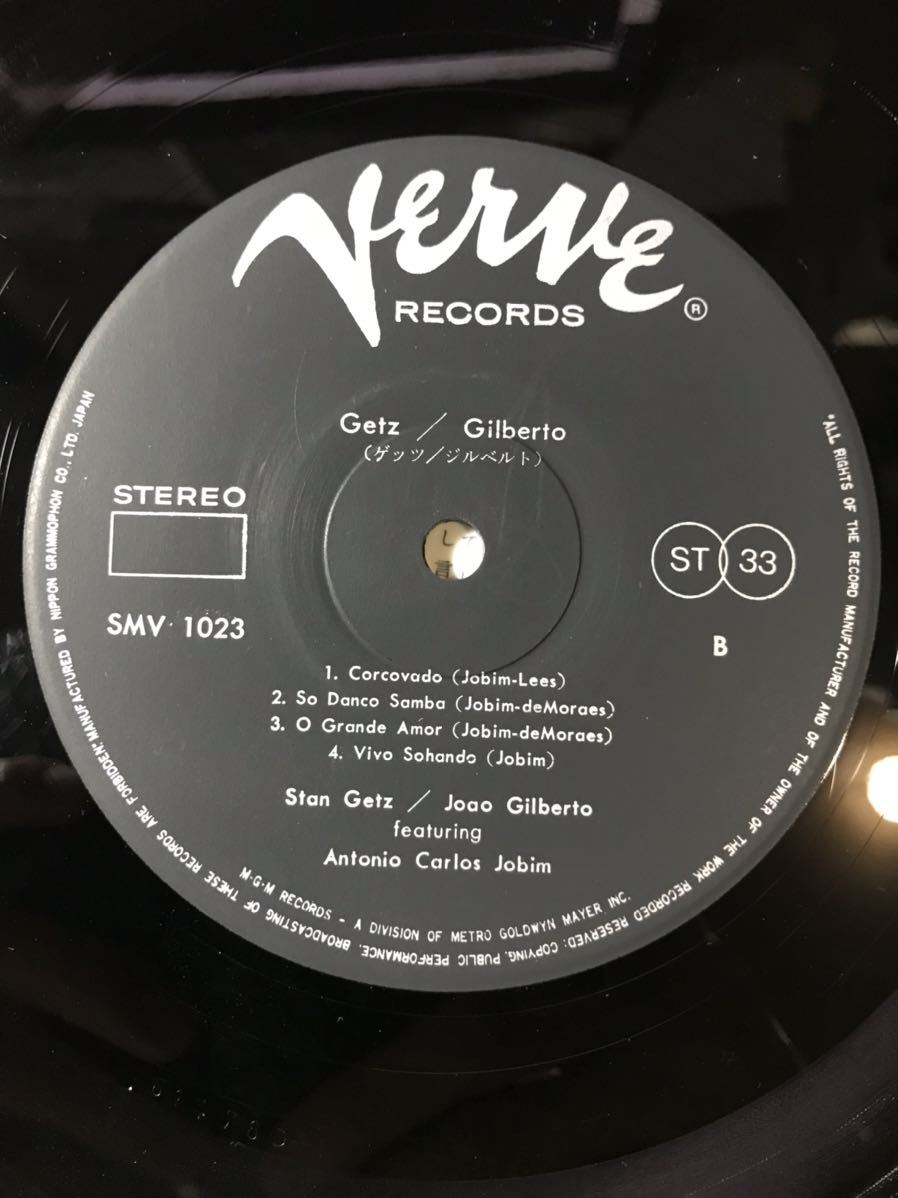 Verve
RECORDS ®
Getz / Gilberto
(ゲッツ/ジルベルト)
STEREO
SMV 1023
ST 33
B
1. Corcovado (Jobim-Lees)
2. So Danco Samba (Jobim-deMoraes)
3. O Grande Amor (Jobim-deMoraes)
4. Vivo Sohando (Jobim)
Stan Getz / Joao Gilberto
featuring
Antonio Carlos Jobim
M-G-M RECORDS - A DIVISION OF METRO GOLDWYN MAYER INC.
"ALL RIGHTS OF THE RECORD MANUFACTURER AND OF THE OWNER OF THE WORK RECORDED RESERVED: COPYING, PUBLIC PERFORMANCE, BROADCASTING OF THESE RECORDS ARE FORBIDDEN" MANUFACTURED BY NIPPON GRAMMOPHON CO., LTD. JAPAN